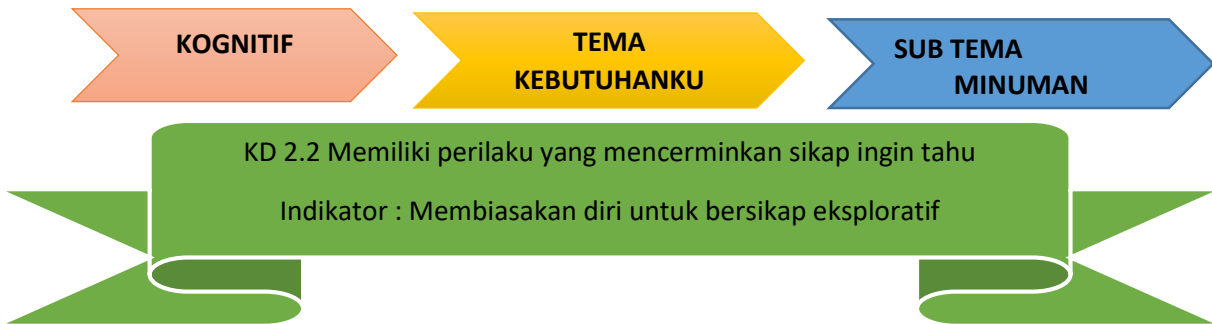 KOGNITIF
TEMA
KEBUTUHANKU
SUB TEMA
MINUMAN
KD 2.2 Memiliki perilaku yang mencerminkan sikap ingin tahu
Indikator : Membiasakan diri untuk bersikap eksploratif